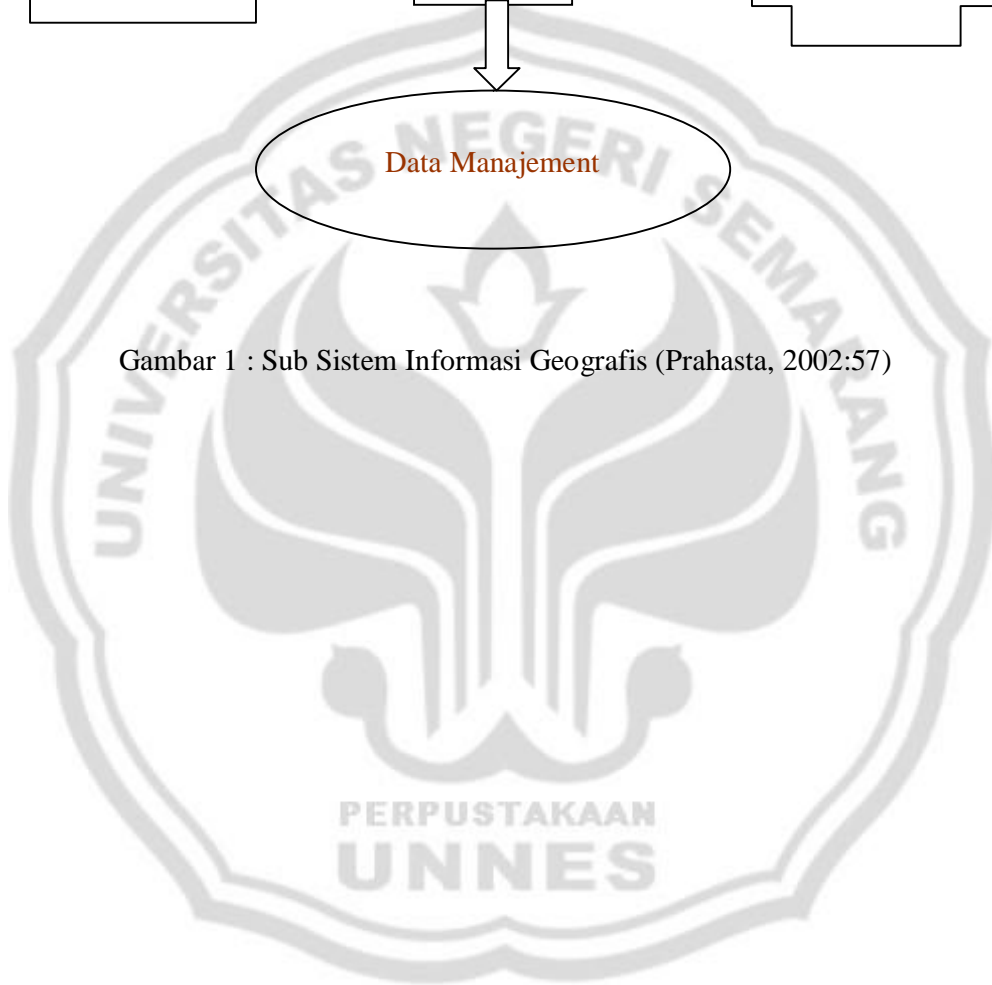 Data Manajement
Gambar 1 : Sub Sistem Informasi Geografis (Prahasta, 2002:57)
UNIVERSITAS NEGERI SEMARANG
PERPUSTAKAAN
UNNES